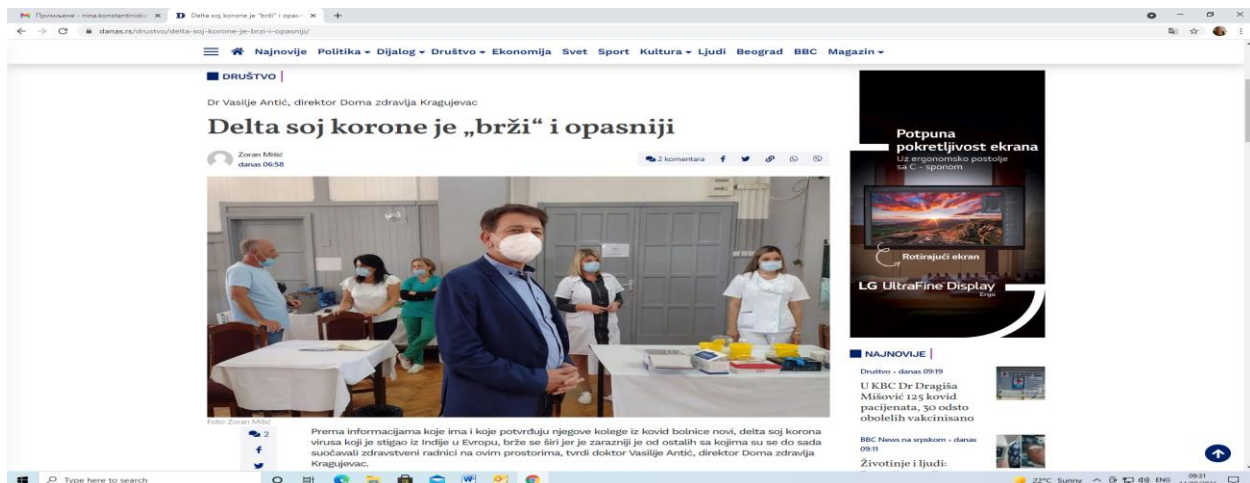 Delta soj korone je "brži" i opasn
danas.rs/drustvo/delta-soj-korone-je-brzi-i-opasniji/
Najnovije Politika Dijalog Društvo Ekonomija Svet Sport Kultura Ljudi Beograd BBC Magazin
DRUŠTVO
Dr Vasilje Antić, direktor Doma zdravlja Kragujevac
Delta soj korone je „brži“ i opasniji
Zoran Mišić
danas 06:58
2 komentara
Foto: Zoran Mišić
2
Prema informacijama koje ima i koje potvrđuju njegove kolege iz kovid bolnice novi, delta soj korona
virusa koji je stigao iz Indije u Evropu, brže se širi jer je zarazniji je od ostalih sa kojima su se do sada
suočavali zdravstveni radnici na ovim prostorima, tvrdi doktor Vasilije Antić, direktor Doma zdravlja
Kragujevac.
Potpuna
pokretljivost ekrana
Uz ergonomsko postolje
sa C - sponom
Rotirajući ekran
LG UltraFine Display
Ergo
NAJNOVIJE
Društvo - danas 09:19
U KBC Dr Dragiša
Mišović 125 kovid
pacijenata, 30 odsto
obolelih vakcinisano
BBC News na srpskom - danas
09:11
Životinje i ljudi:
Type here to search
22°C Sunny
ENG
09:31